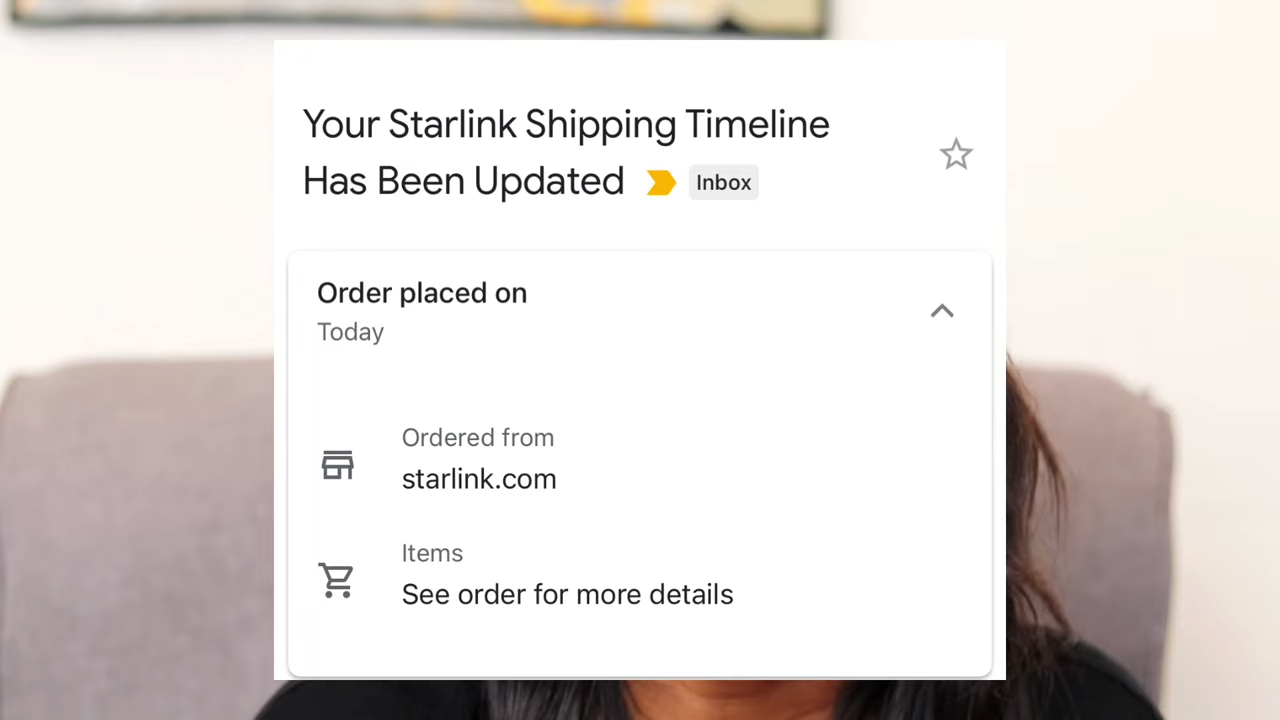 Your Starlink Shipping Timeline
Has Been Updated Inbox
Order placed on
Today
Ordered from
starlink.com
Items
See order for more details